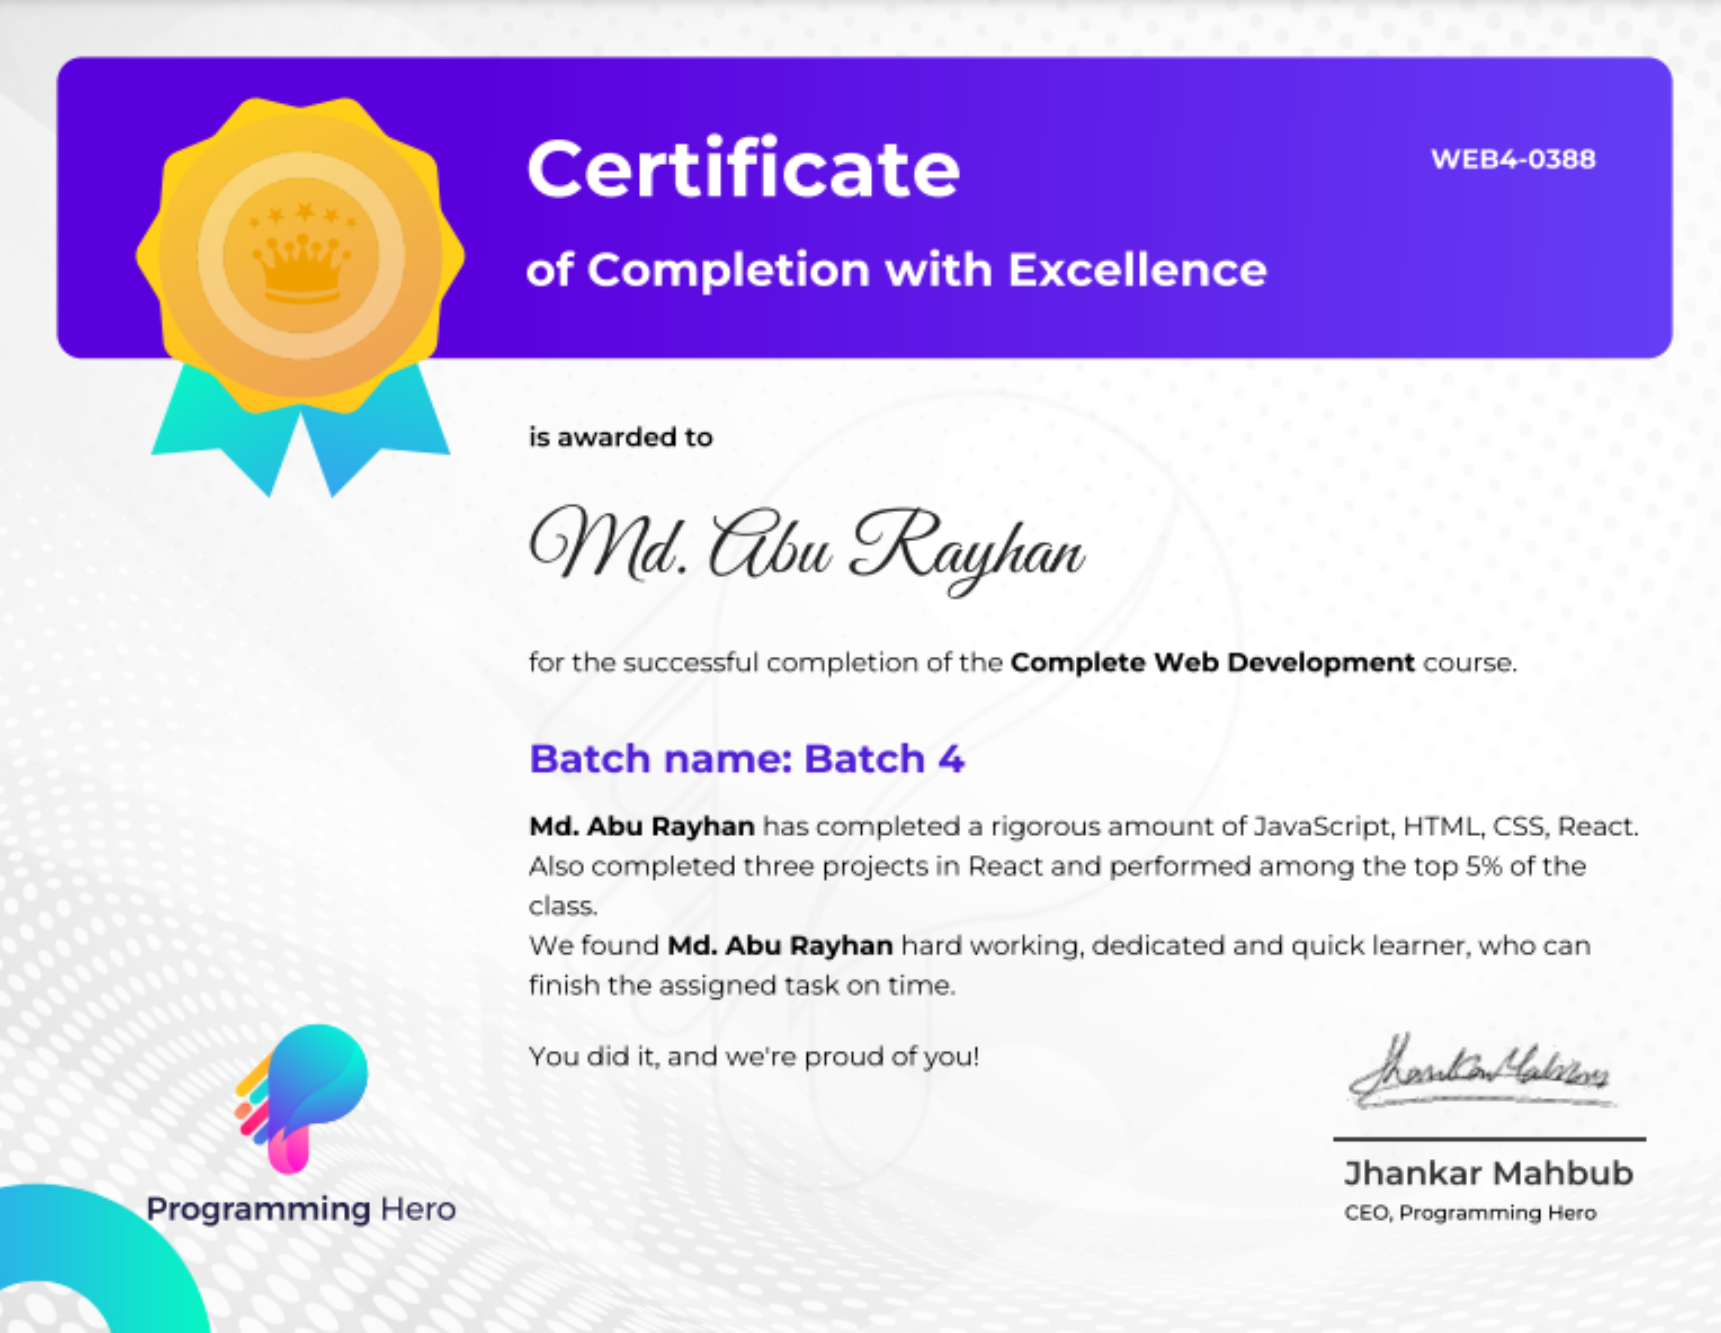 Certificate
WEB4-0388
of Completion with Excellence
is awarded to
Md. Abu Rayhan
for the successful completion of the Complete Web Development course.
Batch name: Batch 4
Md. Abu Rayhan has completed a rigorous amount of JavaScript, HTML, CSS, React.
Also completed three projects in React and performed among the top 5% of the
class.
We found Md. Abu Rayhan hard working, dedicated and quick learner, who can
finish the assigned task on time.
You did it, and we're proud of you!
Jhankar Mahbub
Jhankar Mahbub
CEO, Programming Hero
Programming Hero